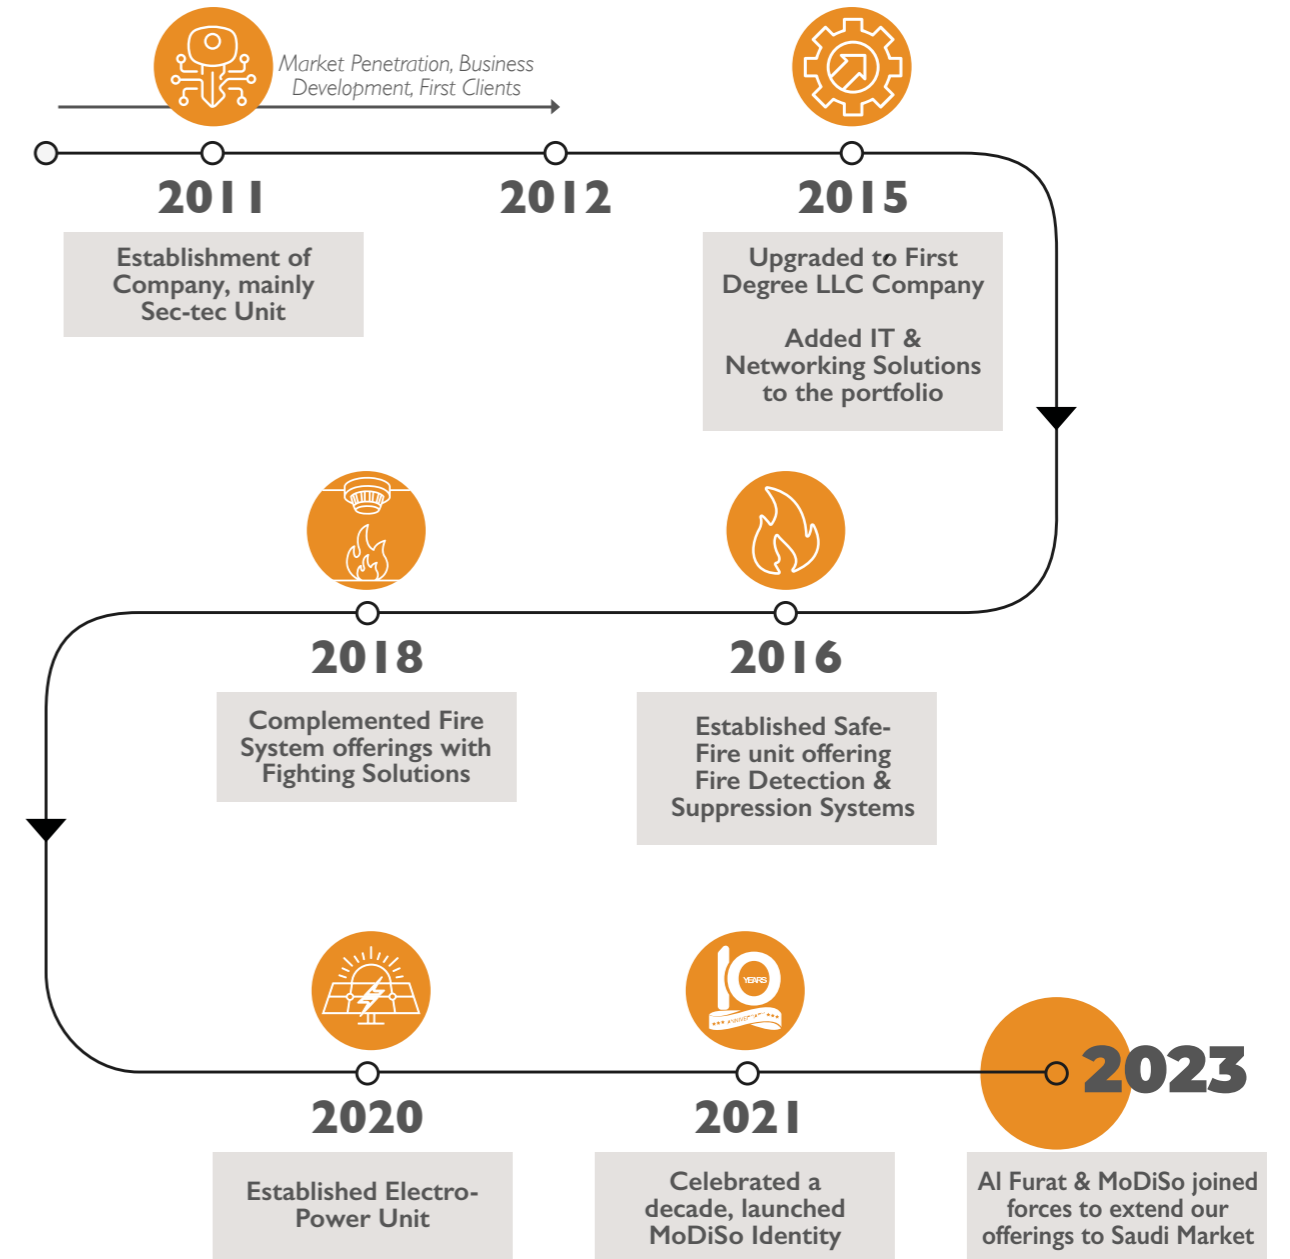 Market Penetration, Business
Development, First Clients
2011
2012
2015
Establishment of
Company, mainly
Sec-tec Unit
Upgraded to First
Degree LLC Company
Added IT &
Networking Solutions
to the portfolio
2018
2016
Complemented Fire
System offerings with
Fighting Solutions
Established Safe-
Fire unit offering
Fire Detection &
Suppression Systems
10
YEARS
ANNIVERSARY
2023
2020
2021
Established Electro-
Power Unit
Celebrated a
decade, launched
MoDiSo Identity
Al Furat & MoDiSo joined
forces to extend our
offerings to Saudi Market